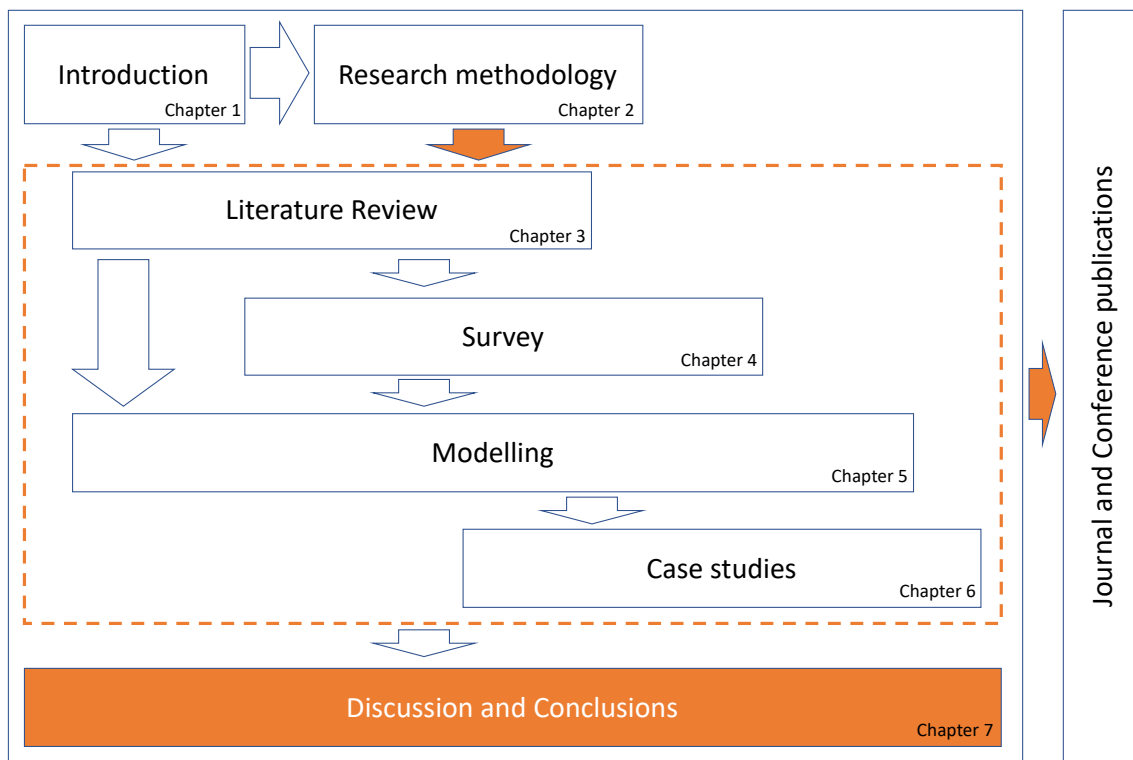 Introduction
Chapter 1
Research methodology
Chapter 2
Literature Review
Chapter 3
Survey
Chapter 4
Modelling
Chapter 5
Case studies
Chapter 6
Discussion and Conclusions
Chapter 7
Journal and Conference publications